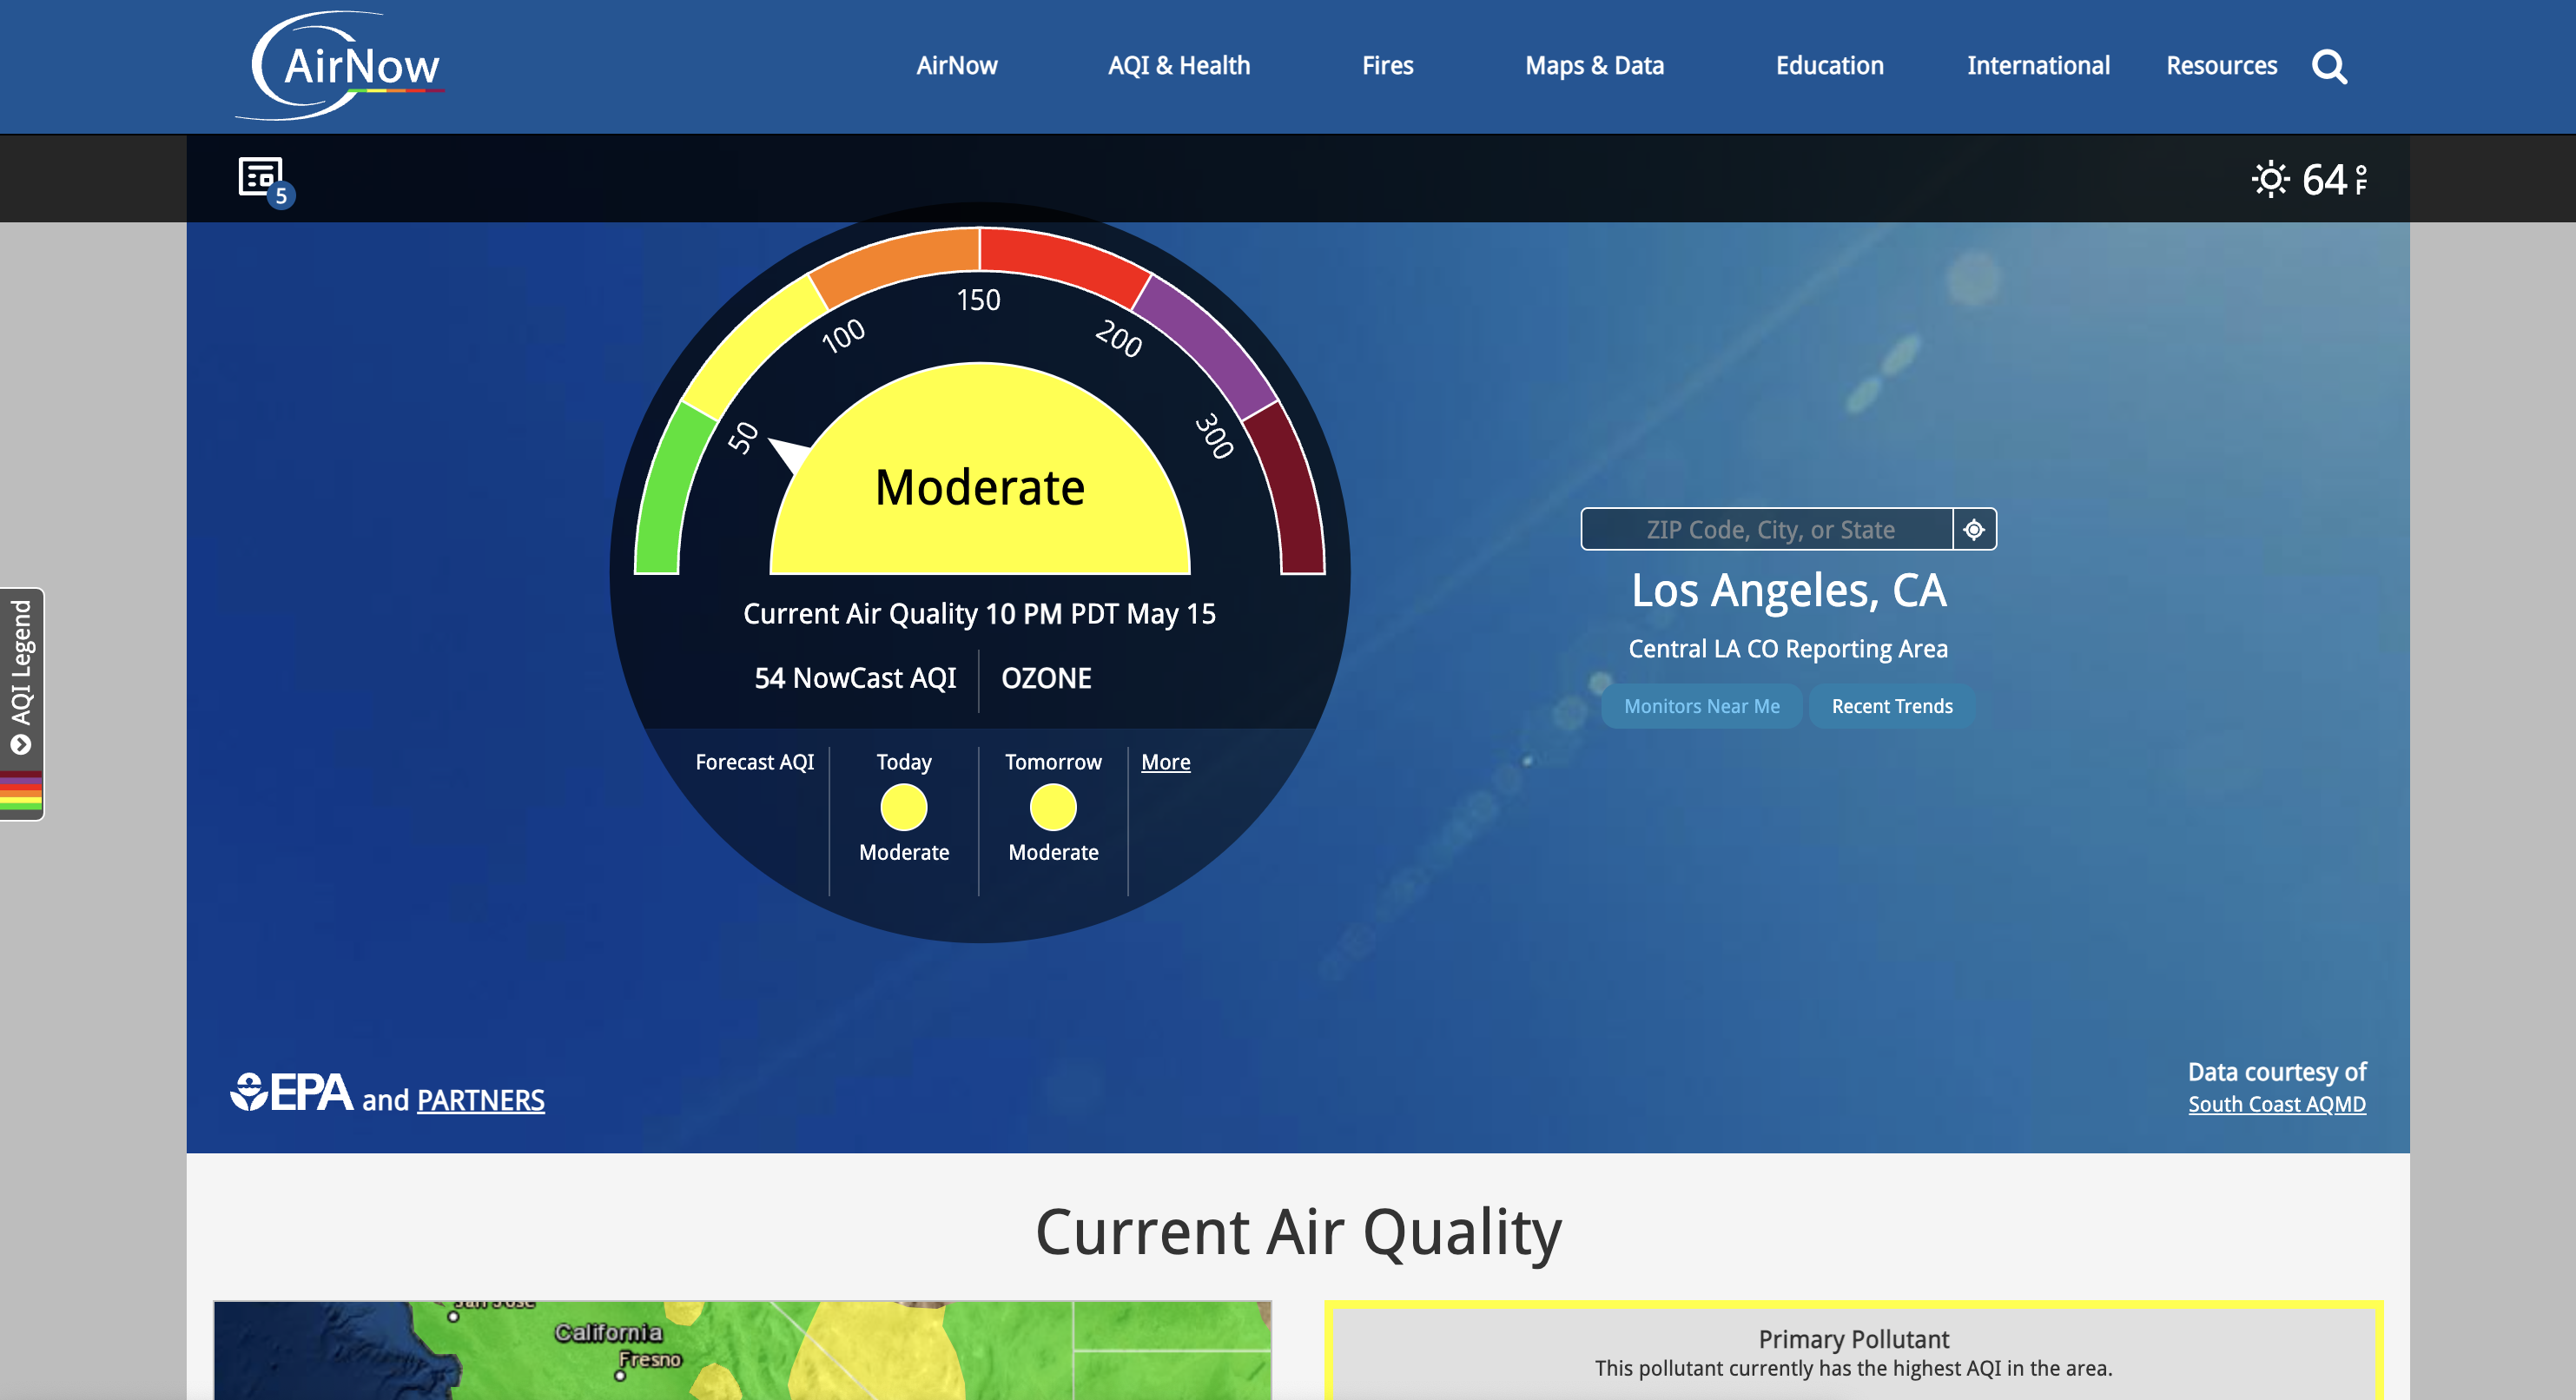 AirNow
AirNow AQI & Health Fires Maps & Data Education International Resources
5
64 °F
50
100
150
200
300
Moderate
Current Air Quality 10 PM PDT May 15
54 NowCast AQI OZONE
Forecast AQI Today Tomorrow More
Moderate Moderate
ZIP Code, City, or State
Los Angeles, CA
Central LA CO Reporting Area
Monitors Near Me Recent Trends
AQI Legend
EPA and PARTNERS
Data courtesy of
South Coast AQMD
Current Air Quality
San Jose
California
Fresno
Primary Pollutant
This pollutant currently has the highest AQI in the area.